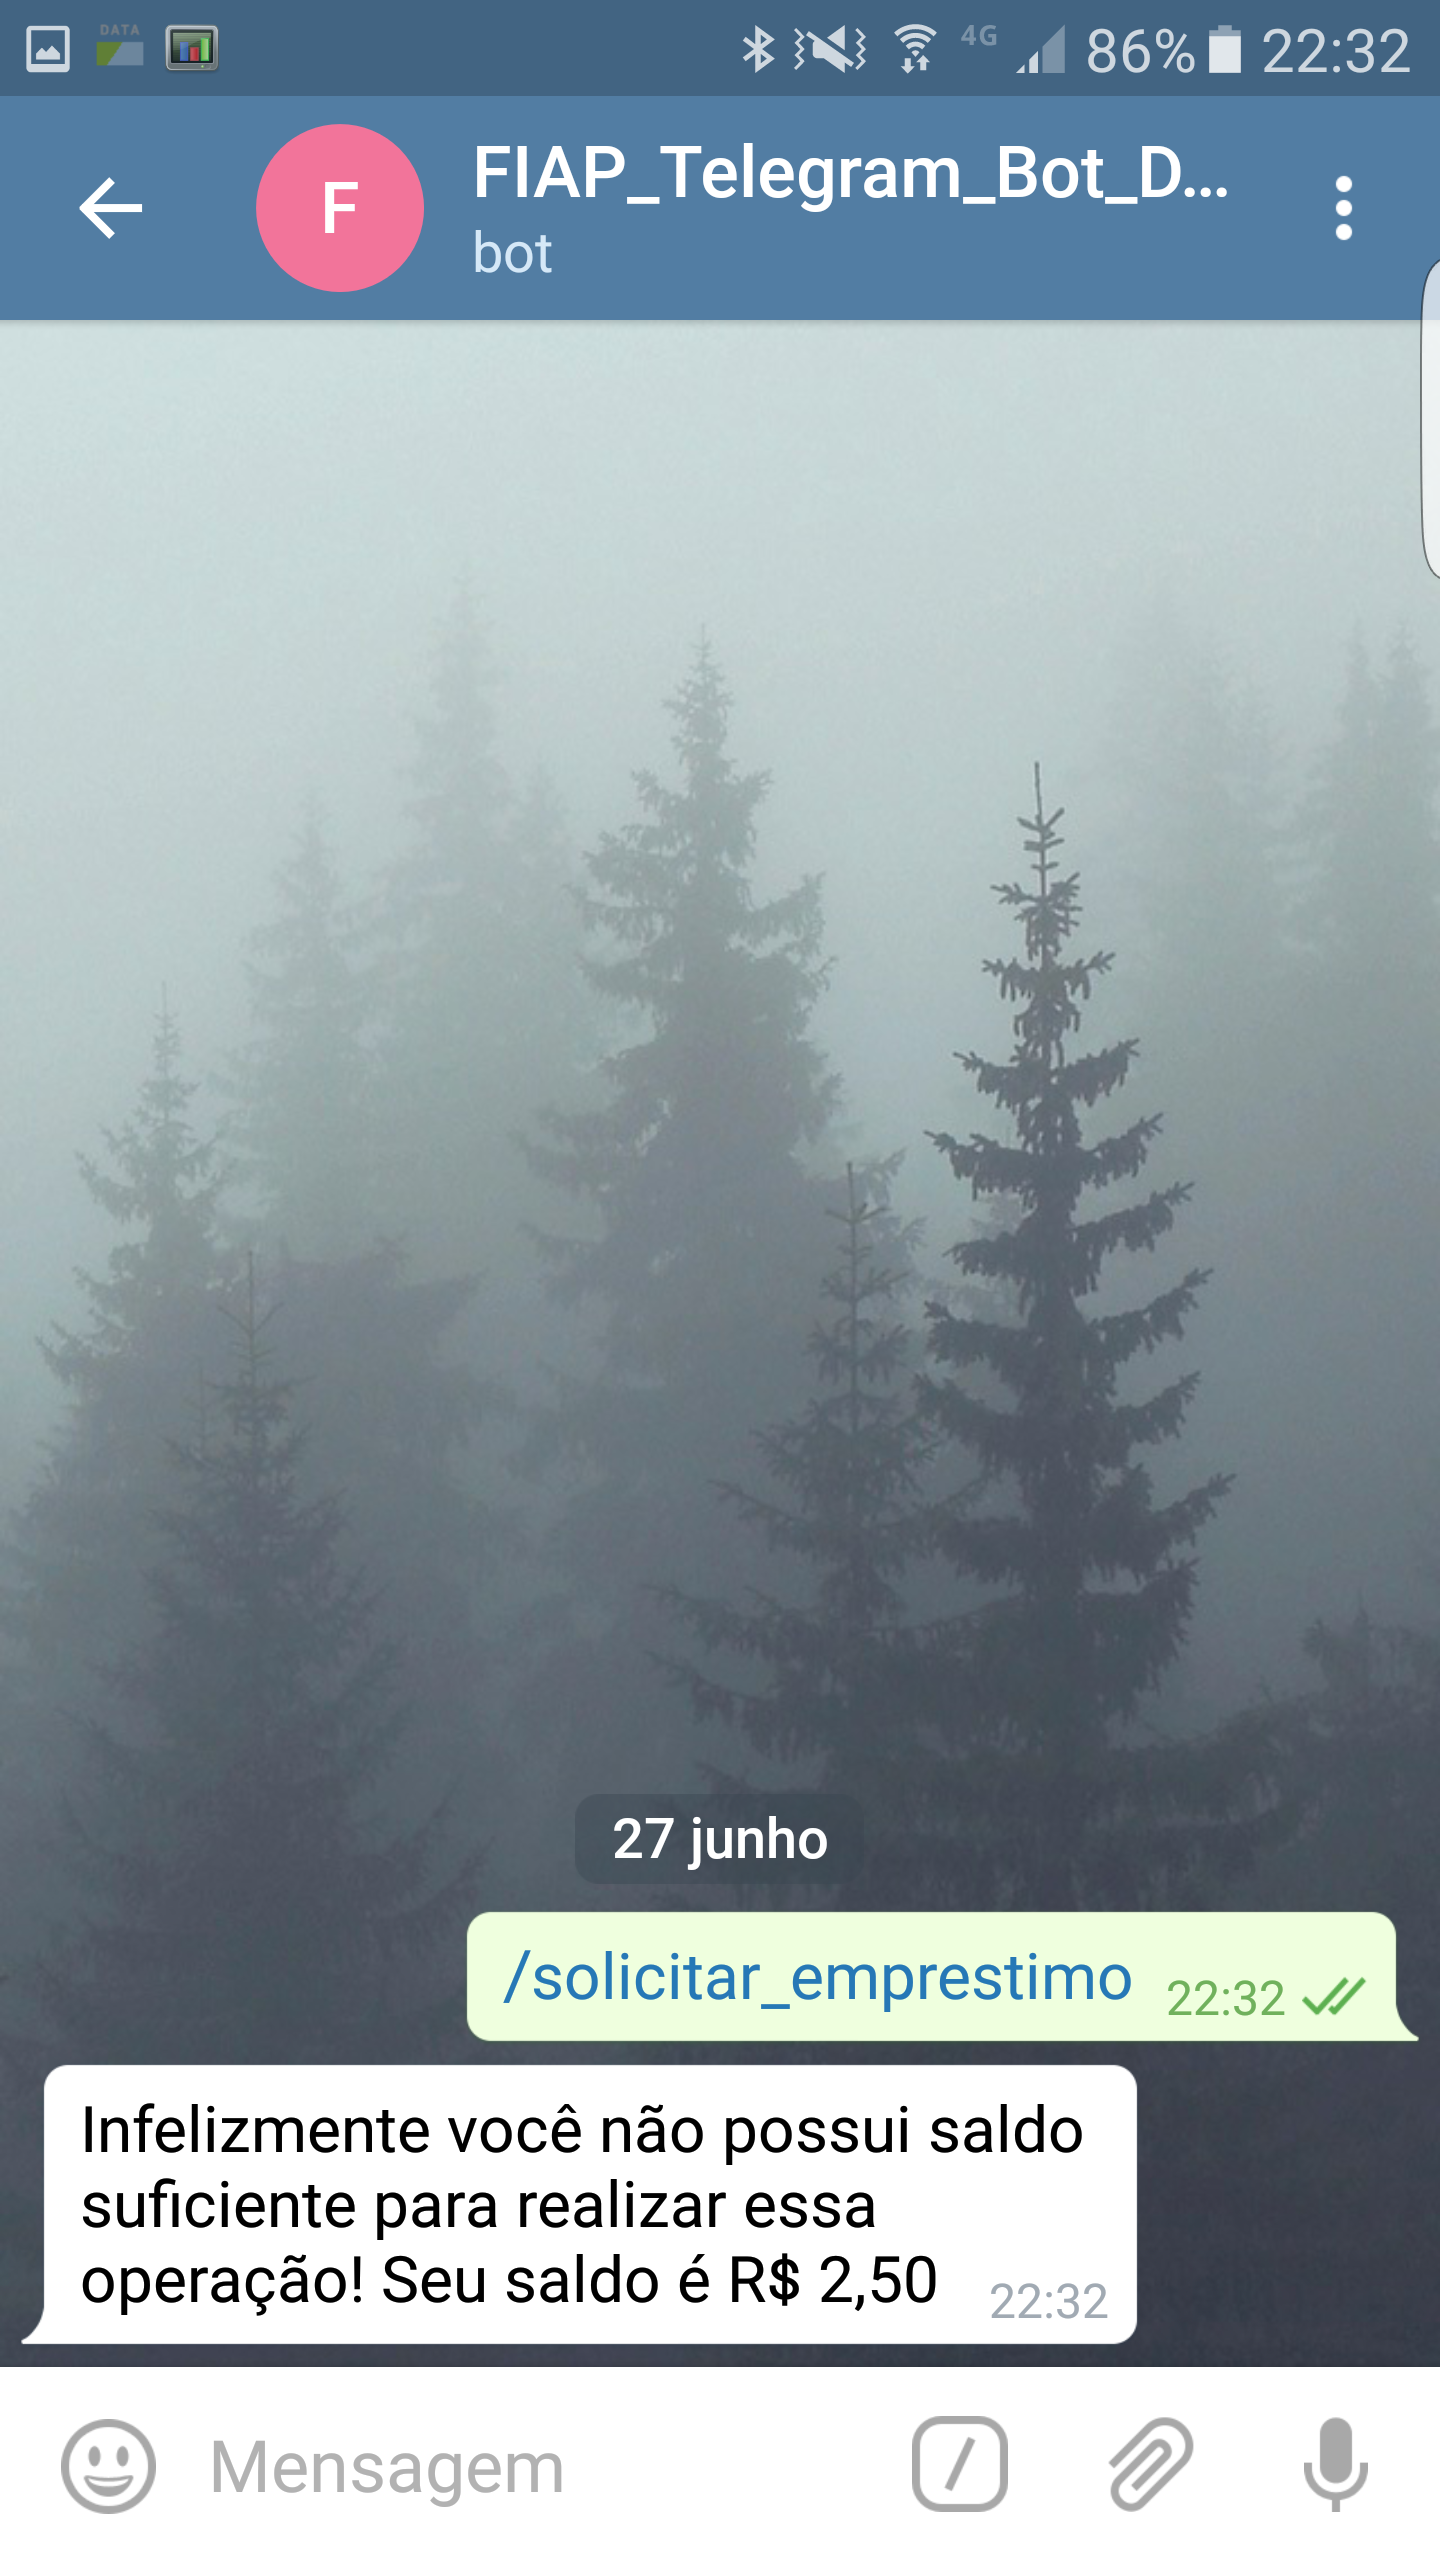 DATA
4G 86% 22:32
F
FIAP_Telegram_Bot_D...
bot
27 junho
/solicitar_emprestimo 22:32
Infelizmente você não possui saldo
suficiente para realizar essa
operação! Seu saldo é R$ 2,50 22:32
Mensagem